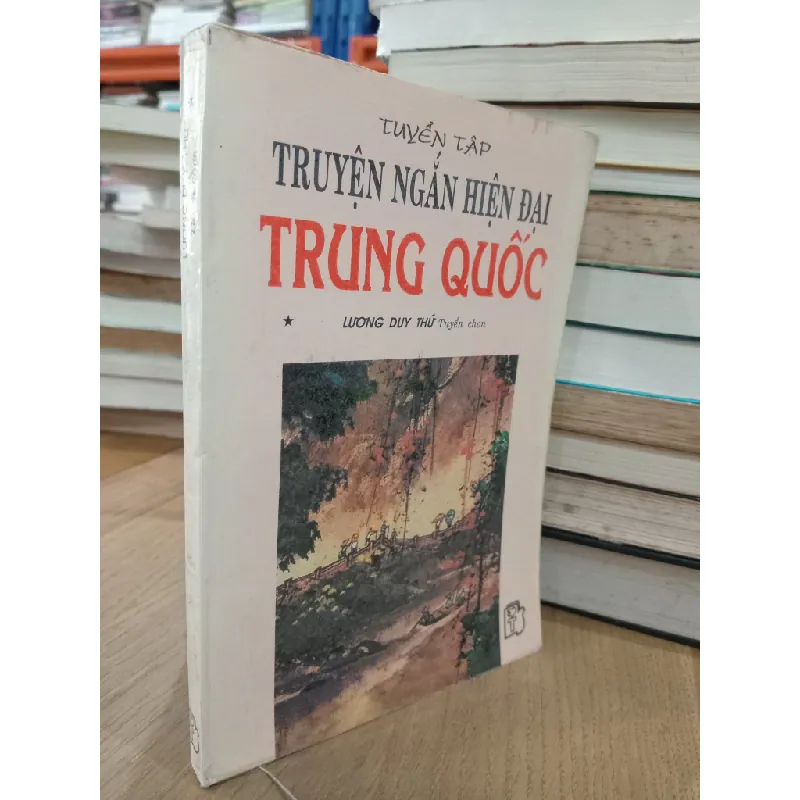 TUYỂN TẬP
TRUYỆN NGẮN HIỆN ĐẠI
TRUNG QUỐC
★ LƯƠNG DUY THỨ Tuyển chọn